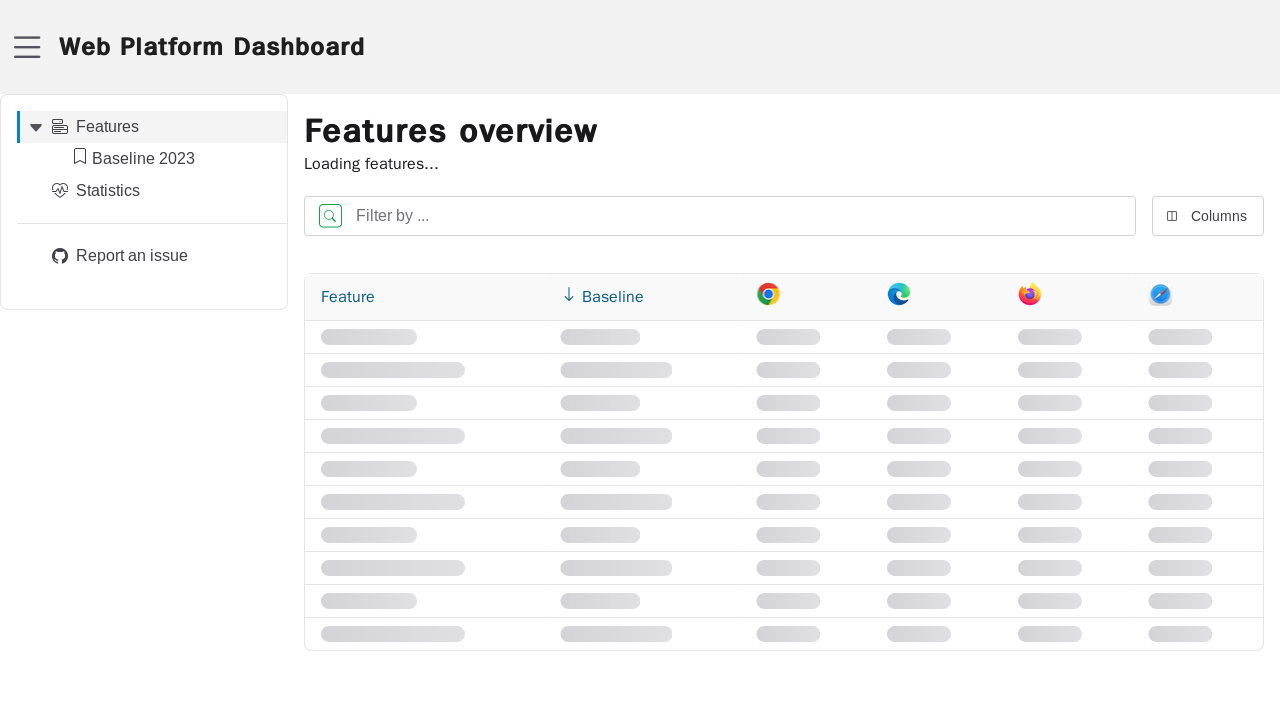 Web Platform Dashboard
Features
Baseline 2023
Statistics
Report an issue
Features overview
Loading features...
Filter by ...
Columns
Feature
Baseline